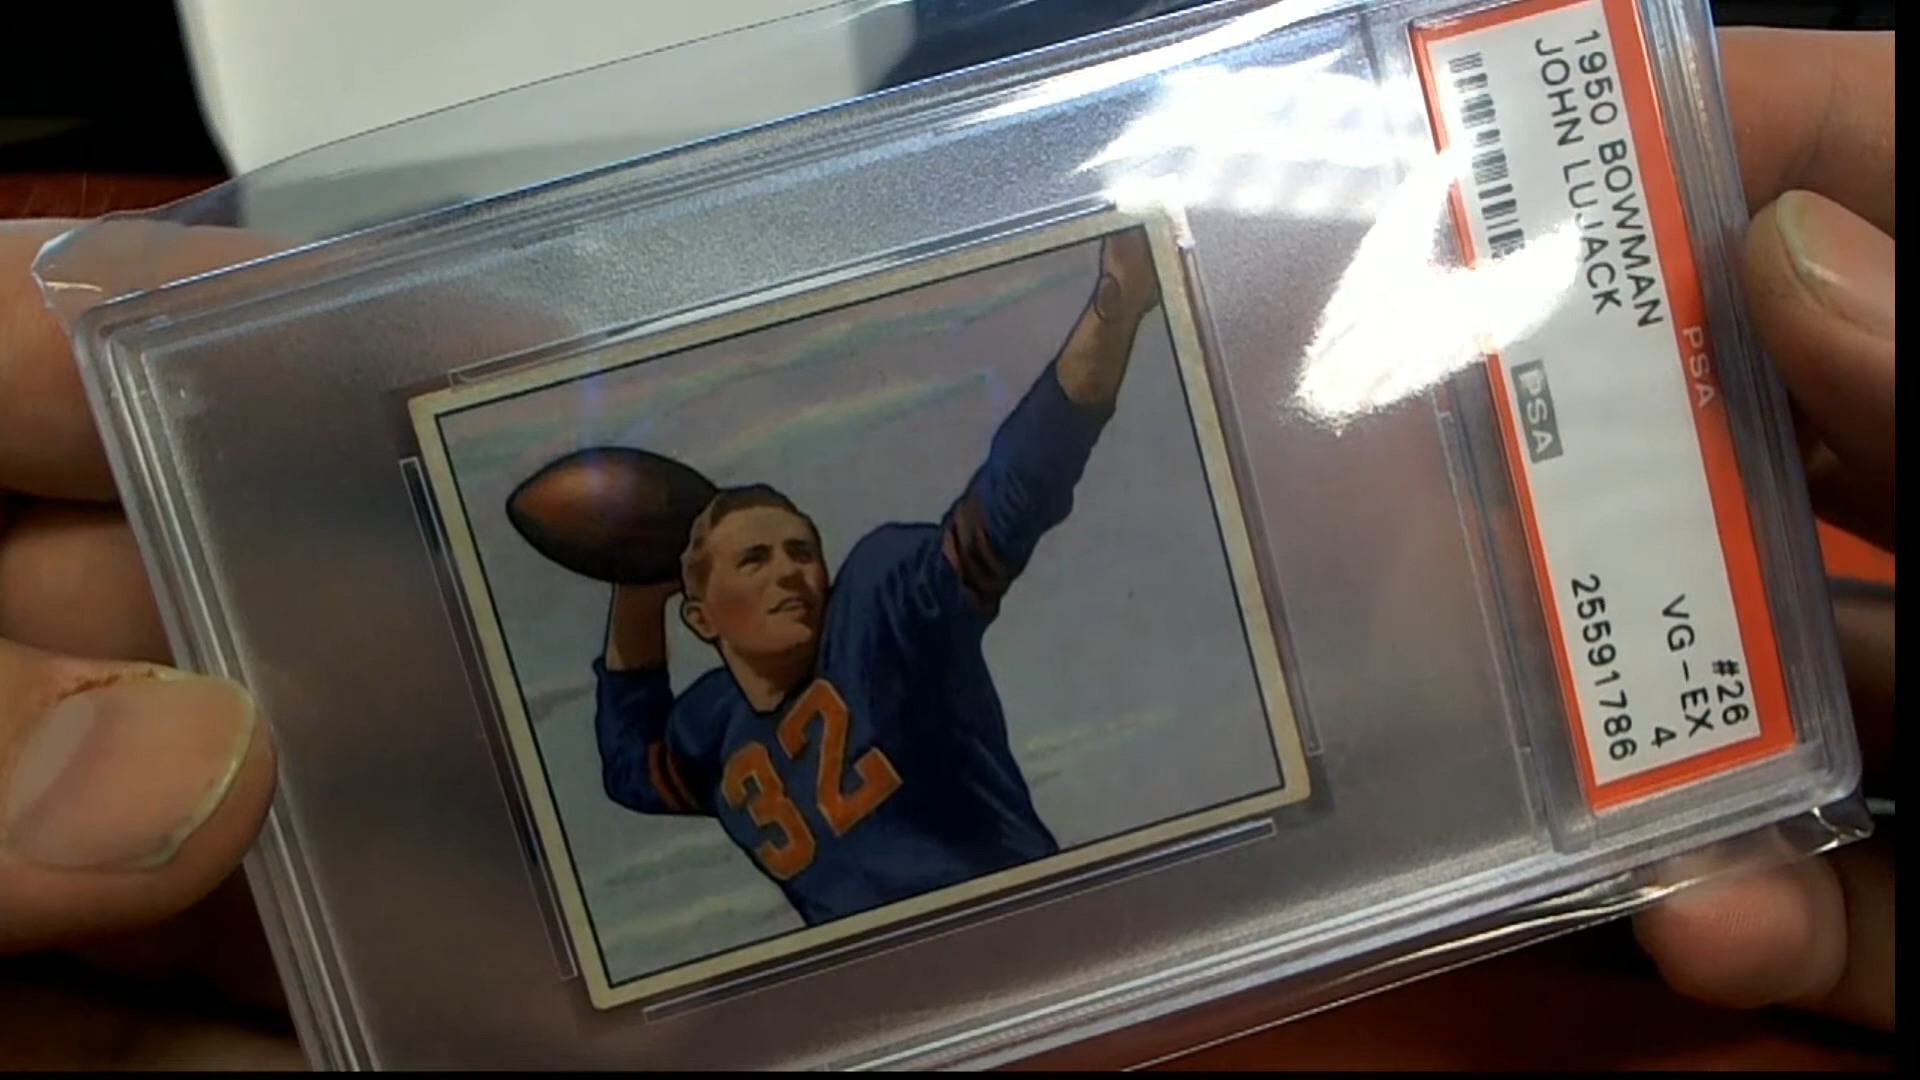 1950 BOWMAN
#26
JOHN LUJACK
VG-EX
4
PSA
25591786
PSA
32